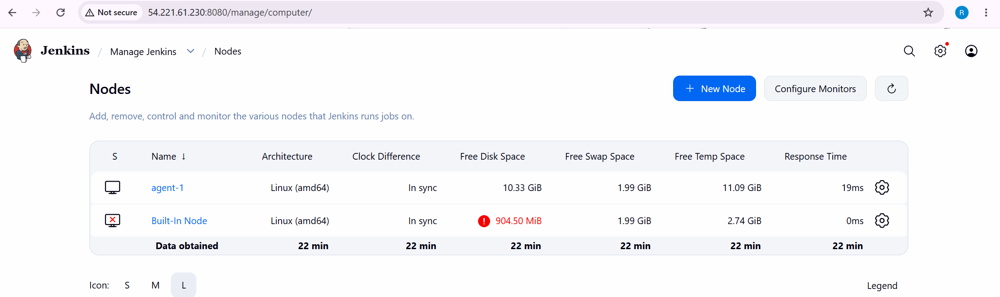 Not secure 54.221.61.230:8080/manage/computer/ R
Jenkins / Manage Jenkins / Nodes
Nodes + New Node Configure Monitors
Add, remove, control and monitor the various nodes that Jenkins runs jobs on.
S Name ↓ Architecture Clock Difference Free Disk Space Free Swap Space Free Temp Space Response Time
agent-1 Linux (amd64) In sync 10.33 GiB 1.99 GiB 11.09 GiB 19ms
Built-In Node Linux (amd64) In sync 904.50 MiB 1.99 GiB 2.74 GiB 0ms
Data obtained 22 min 22 min 22 min 22 min 22 min 22 min
Icon: S M L Legend